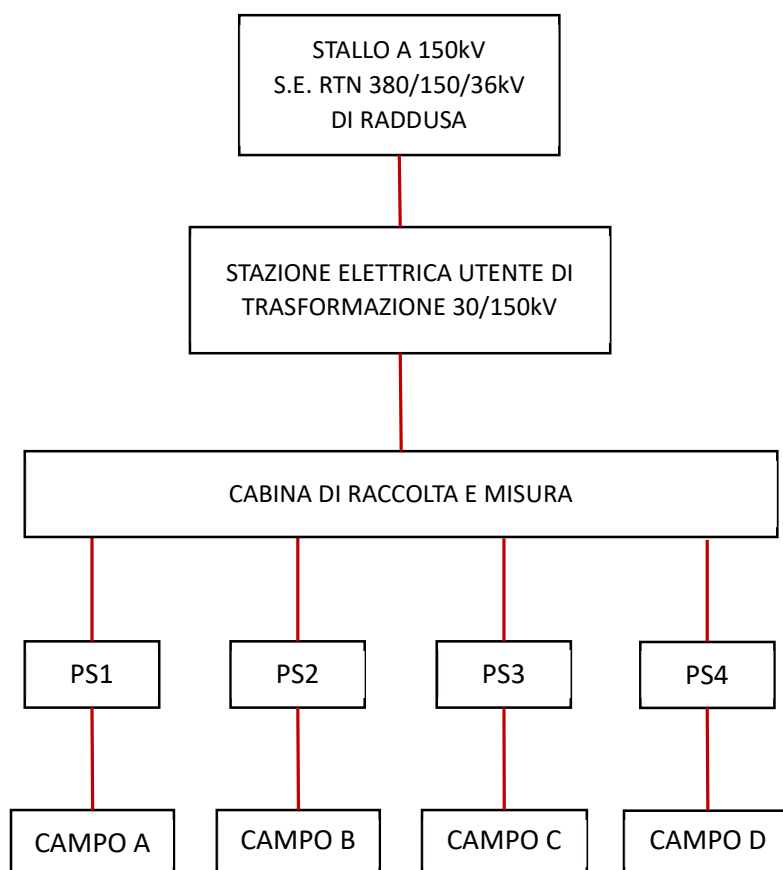 STALLO A 150kV
S.E. RTN 380/150/36kV
DI RADDUSA
STAZIONE ELETTRICA UTENTE DI
TRASFORMAZIONE 30/150kV
CABINA DI RACCOLTA E MISURA
PS1
PS2
PS3
PS4
CAMPO A
CAMPO B
CAMPO C
CAMPO D